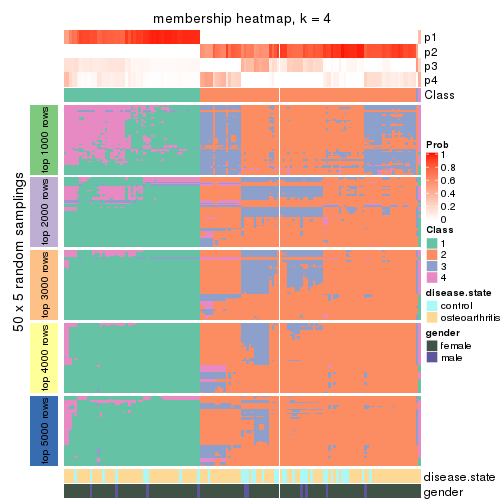 membership heatmap, k = 4
p1
p2
p3
p4
Class
50 x 5 random samplings
top 1000 rows
top 2000 rows
top 3000 rows
top 4000 rows
top 5000 rows
Prob
1
0.8
0.6
0.4
0.2
0
Class
1
2
3
4
disease.state
control
osteoarthritis
gender
female
male
disease.state
gender